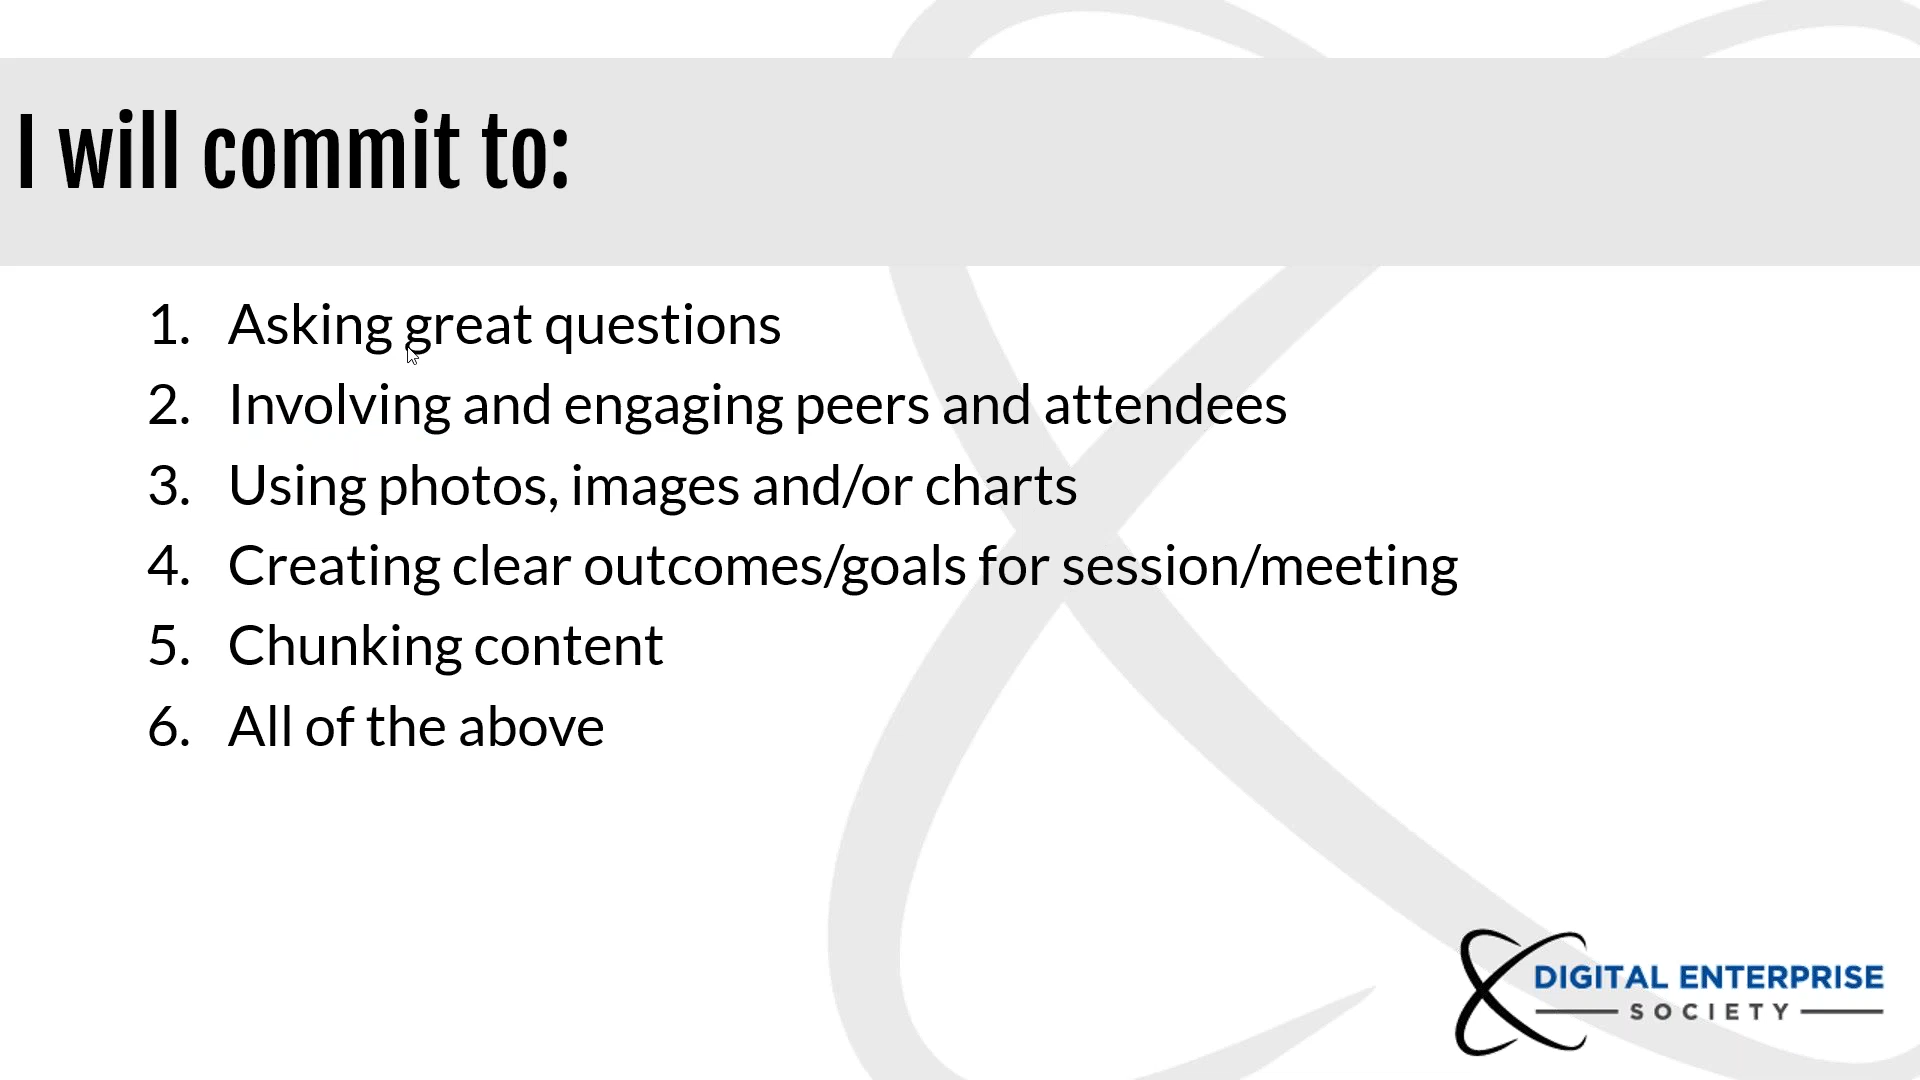 I will commit to:
1. Asking great questions
2. Involving and engaging peers and attendees
3. Using photos, images and/or charts
4. Creating clear outcomes/goals for session/meeting
5. Chunking content
6. All of the above
DIGITAL ENTERPRISE
SOCIETY